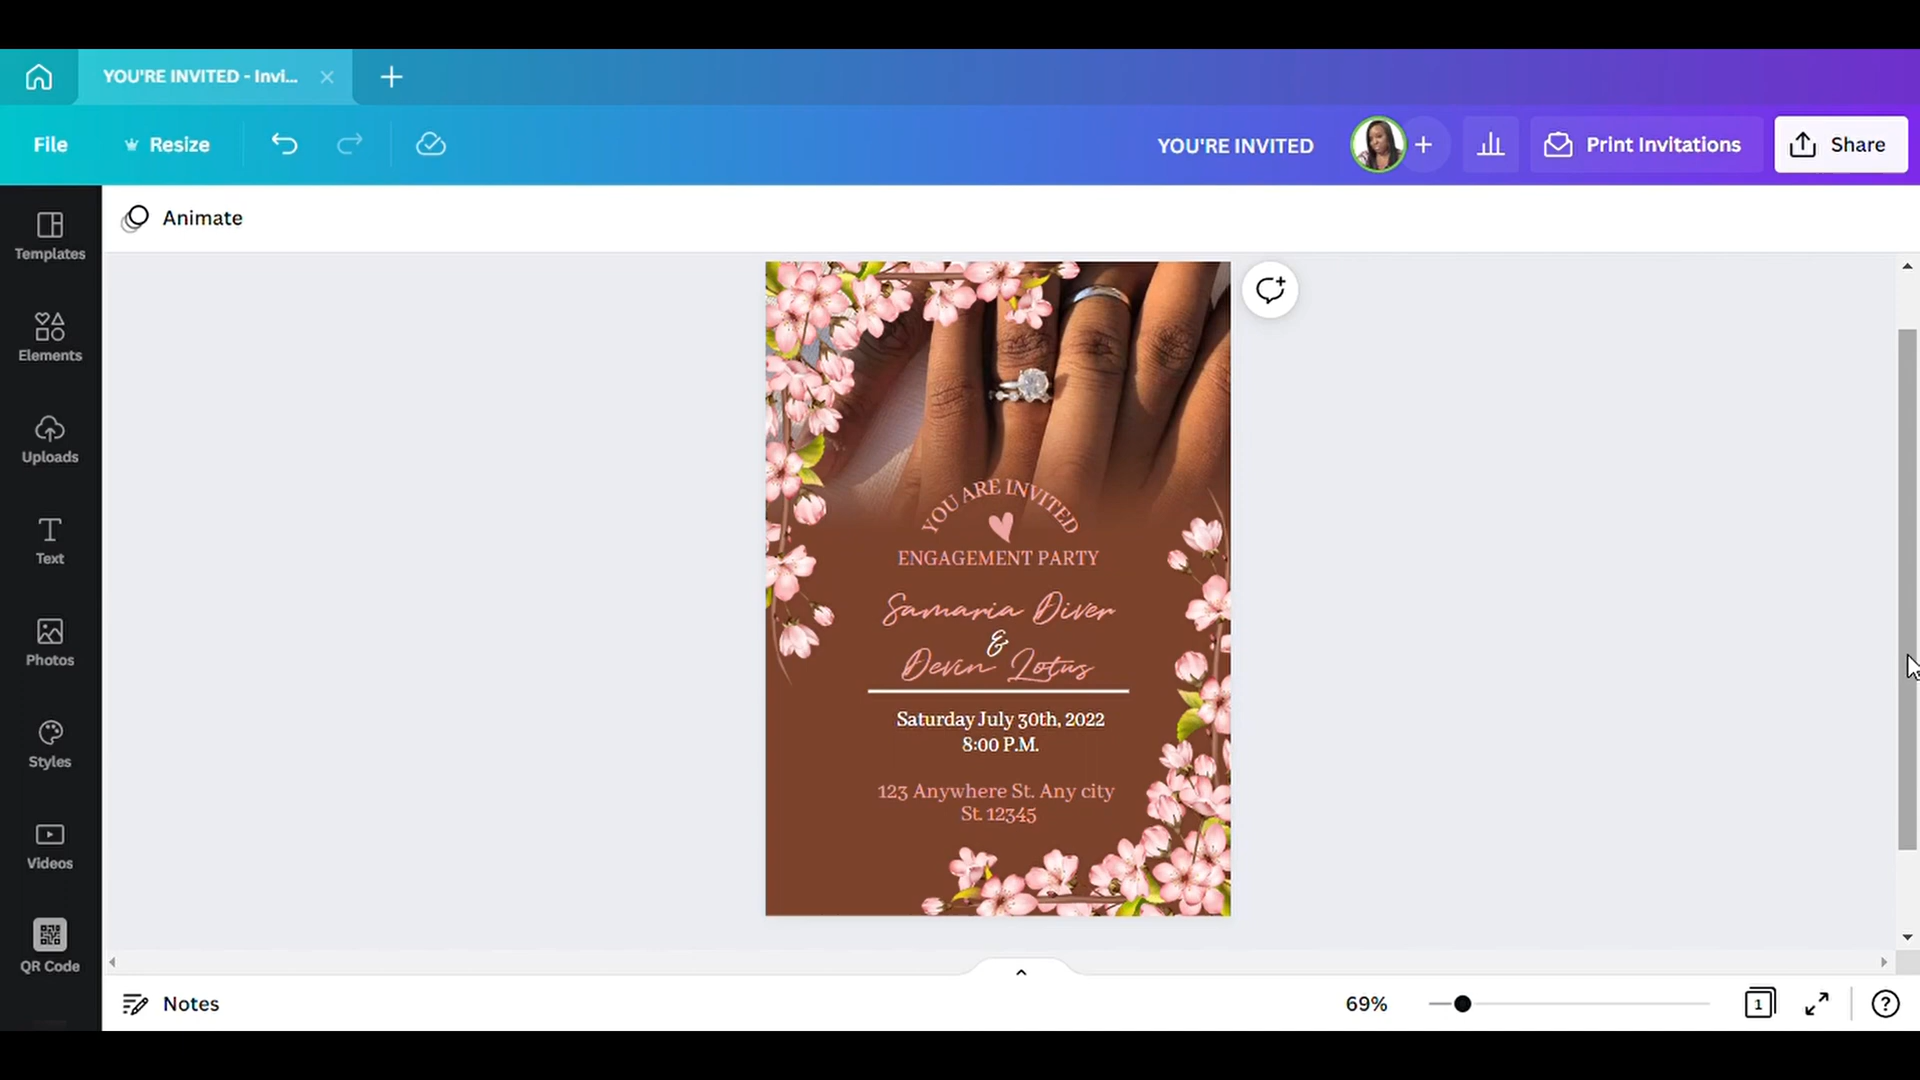 YOU'RE INVITED - Invi...
File
Resize
YOU'RE INVITED
Print Invitations
Share
Templates
Elements
Uploads
Text
Photos
Styles
Videos
QR Code
Animate
YOU ARE INVITED
ENGAGEMENT PARTY
Samaria Diver
&
Devin Lotus
Saturday July 30th, 2022
8:00 P.M.
123 Anywhere St. Any city
St. 12345
Notes
69%
1
?